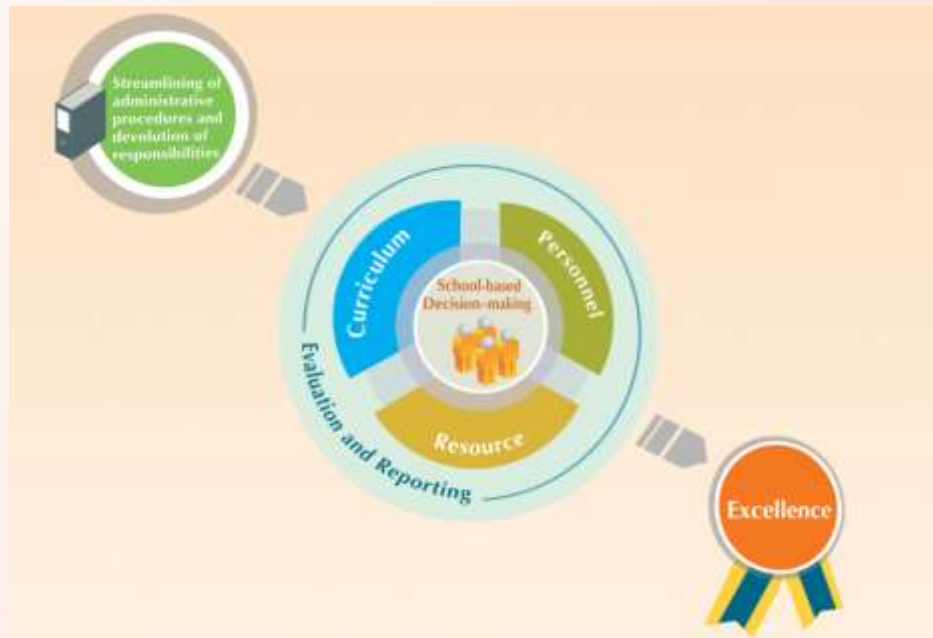 Streamlining of
administrative
procedures and
devolution of
responsibilities
Curriculum
Personnel
School-based
Decision-making
Resource
Evaluation and Reporting
Excellence